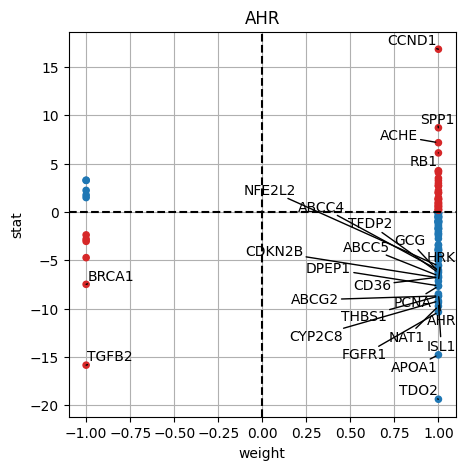 AHR
CCND1
SPP1
ACHE
RB1
NFE2L2
ABCC4
TFDP2
GCG
ABCC5
CDKN2B
HRK
DPEP1
CD36
ABCG2
PCNA
THBS1
AHR
CYP2C8
NAT1
FGFR1
ISL1
APOA1
TDO2
BRCA1
TGFB2
stat
15
10
5
0
−5
−10
−15
−20
−1.00 −0.75 −0.50 −0.25 0.00 0.25 0.50 0.75 1.00
weight